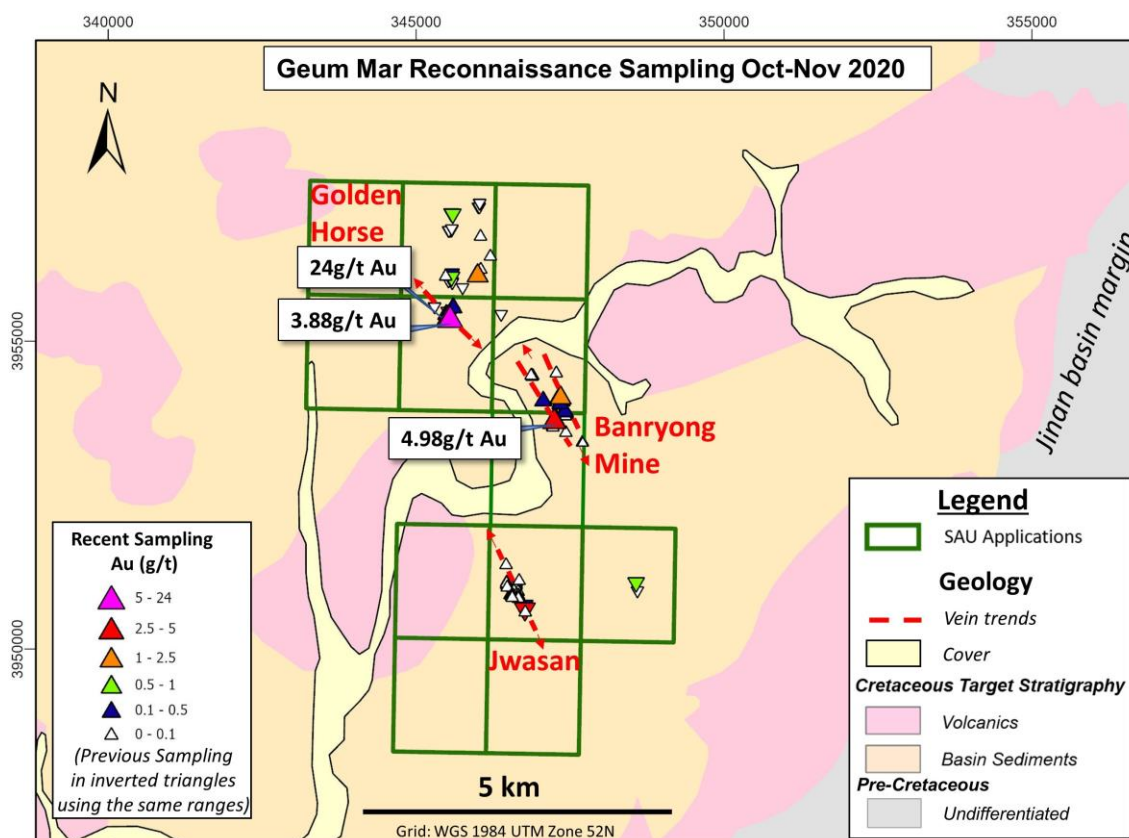 340000
345000
350000
355000
Geum Mar Reconnaissance Sampling Oct-Nov 2020
N
Golden
Horse
24g/t Au
3.88g/t Au
3955000
4.98g/t Au
Banryong
Mine
Jinan basin margin
Jwasan
3950000
Recent Sampling
Au (g/t)
5 - 24
2.5 - 5
1 - 2.5
0.5 - 1
0.1 - 0.5
0 - 0.1
(Previous Sampling
in inverted triangles
using the same ranges)
5 km
Grid: WGS 1984 UTM Zone 52N
Legend
SAU Applications
Geology
Vein trends
Cover
Cretaceous Target Stratigraphy
Volcanics
Basin Sediments
Pre-Cretaceous
Undifferentiated